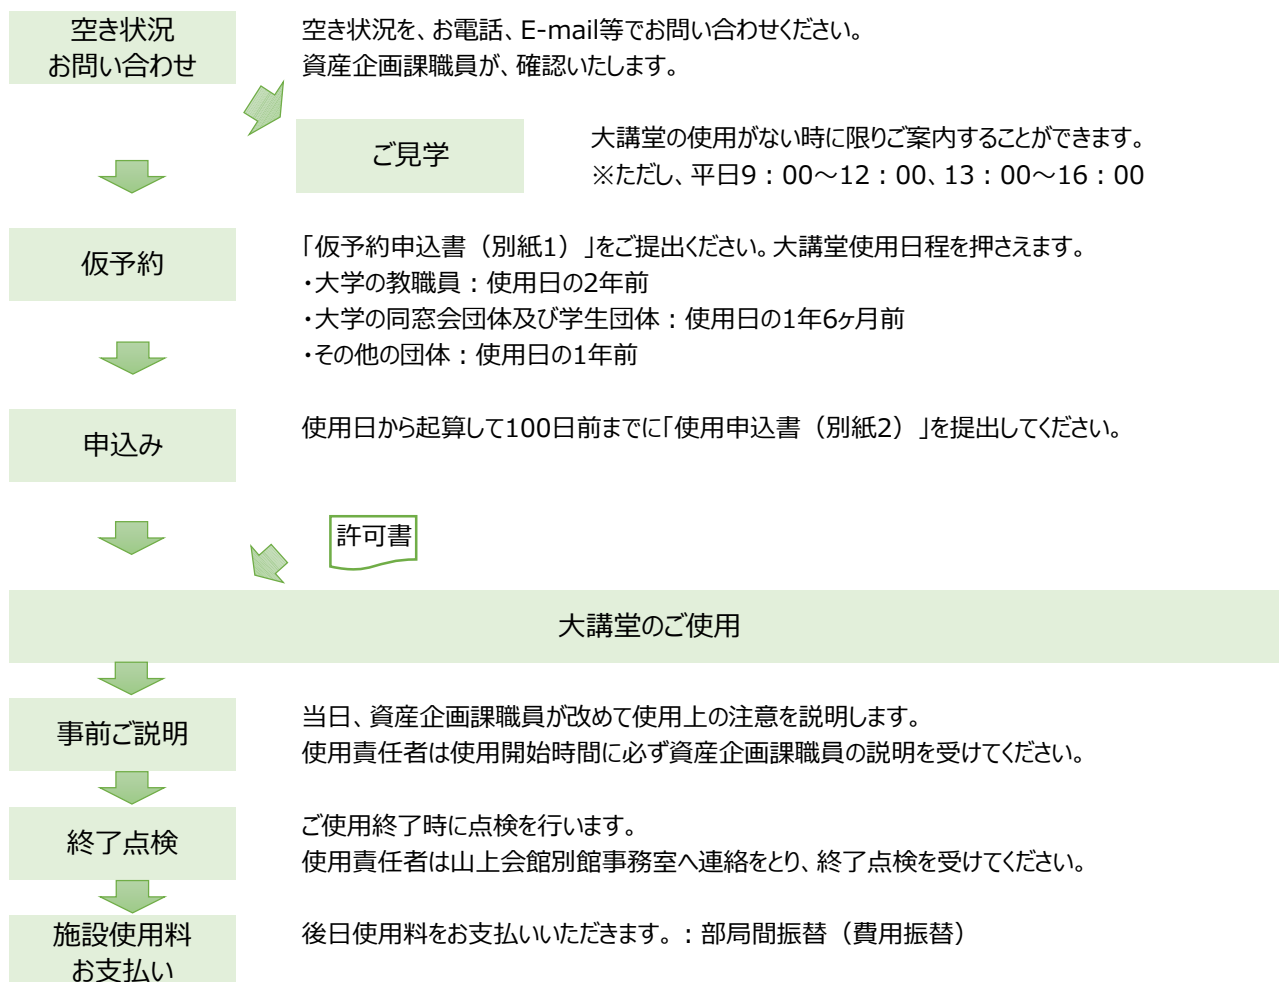 空き状況
お問い合わせ
空き状況を、お電話、E-mail等でお問い合わせください。
資産企画課職員が、確認いたします。
ご見学
大講堂の使用がない時に限りご案内することができます。
※ただし、平日9：00～12：00、13：00～16：00
仮予約
「仮予約申込書（別紙1）」をご提出ください。大講堂使用日程を押さえます。
・大学の教職員：使用日の2年前
・大学の同窓会団体及び学生団体：使用日の1年6ヶ月前
・その他の団体：使用日の1年前
申込み
使用日から起算して100日前までに「使用申込書（別紙2）」を提出してください。
許可書
大講堂のご使用
事前ご説明
当日、資産企画課職員が改めて使用上の注意を説明します。
使用責任者は使用開始時間に必ず資産企画課職員の説明を受けてください。
終了点検
ご使用終了時に点検を行います。
使用責任者は山上会館別館事務室へ連絡をとり、終了点検を受けてください。
施設使用料
お支払い
後日使用料をお支払いいただきます。：部局間振替（費用振替）